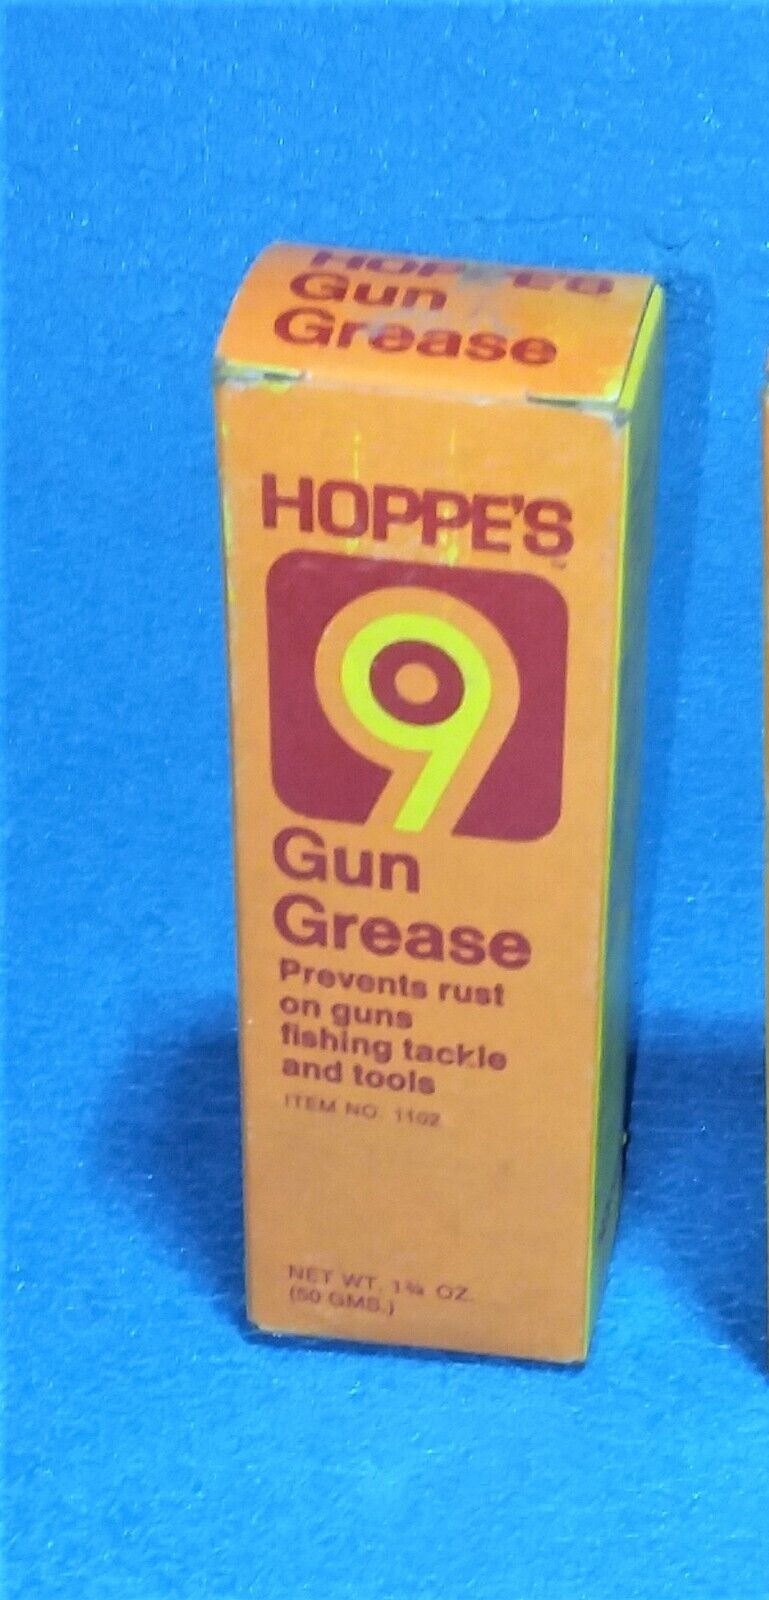 HOPPE'S
Gun
Grease
HOPPE'S
9
Gun
Grease
Prevents rust
on guns
fishing tackle
and tools
ITEM NO. 1102
NET WT. 1¾ OZ.
(50 GMS.)